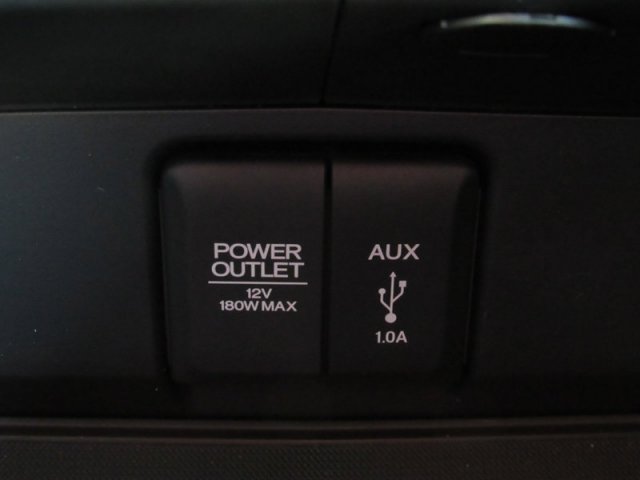 POWER
OUTLET
12V
180W MAX
AUX
1.0A